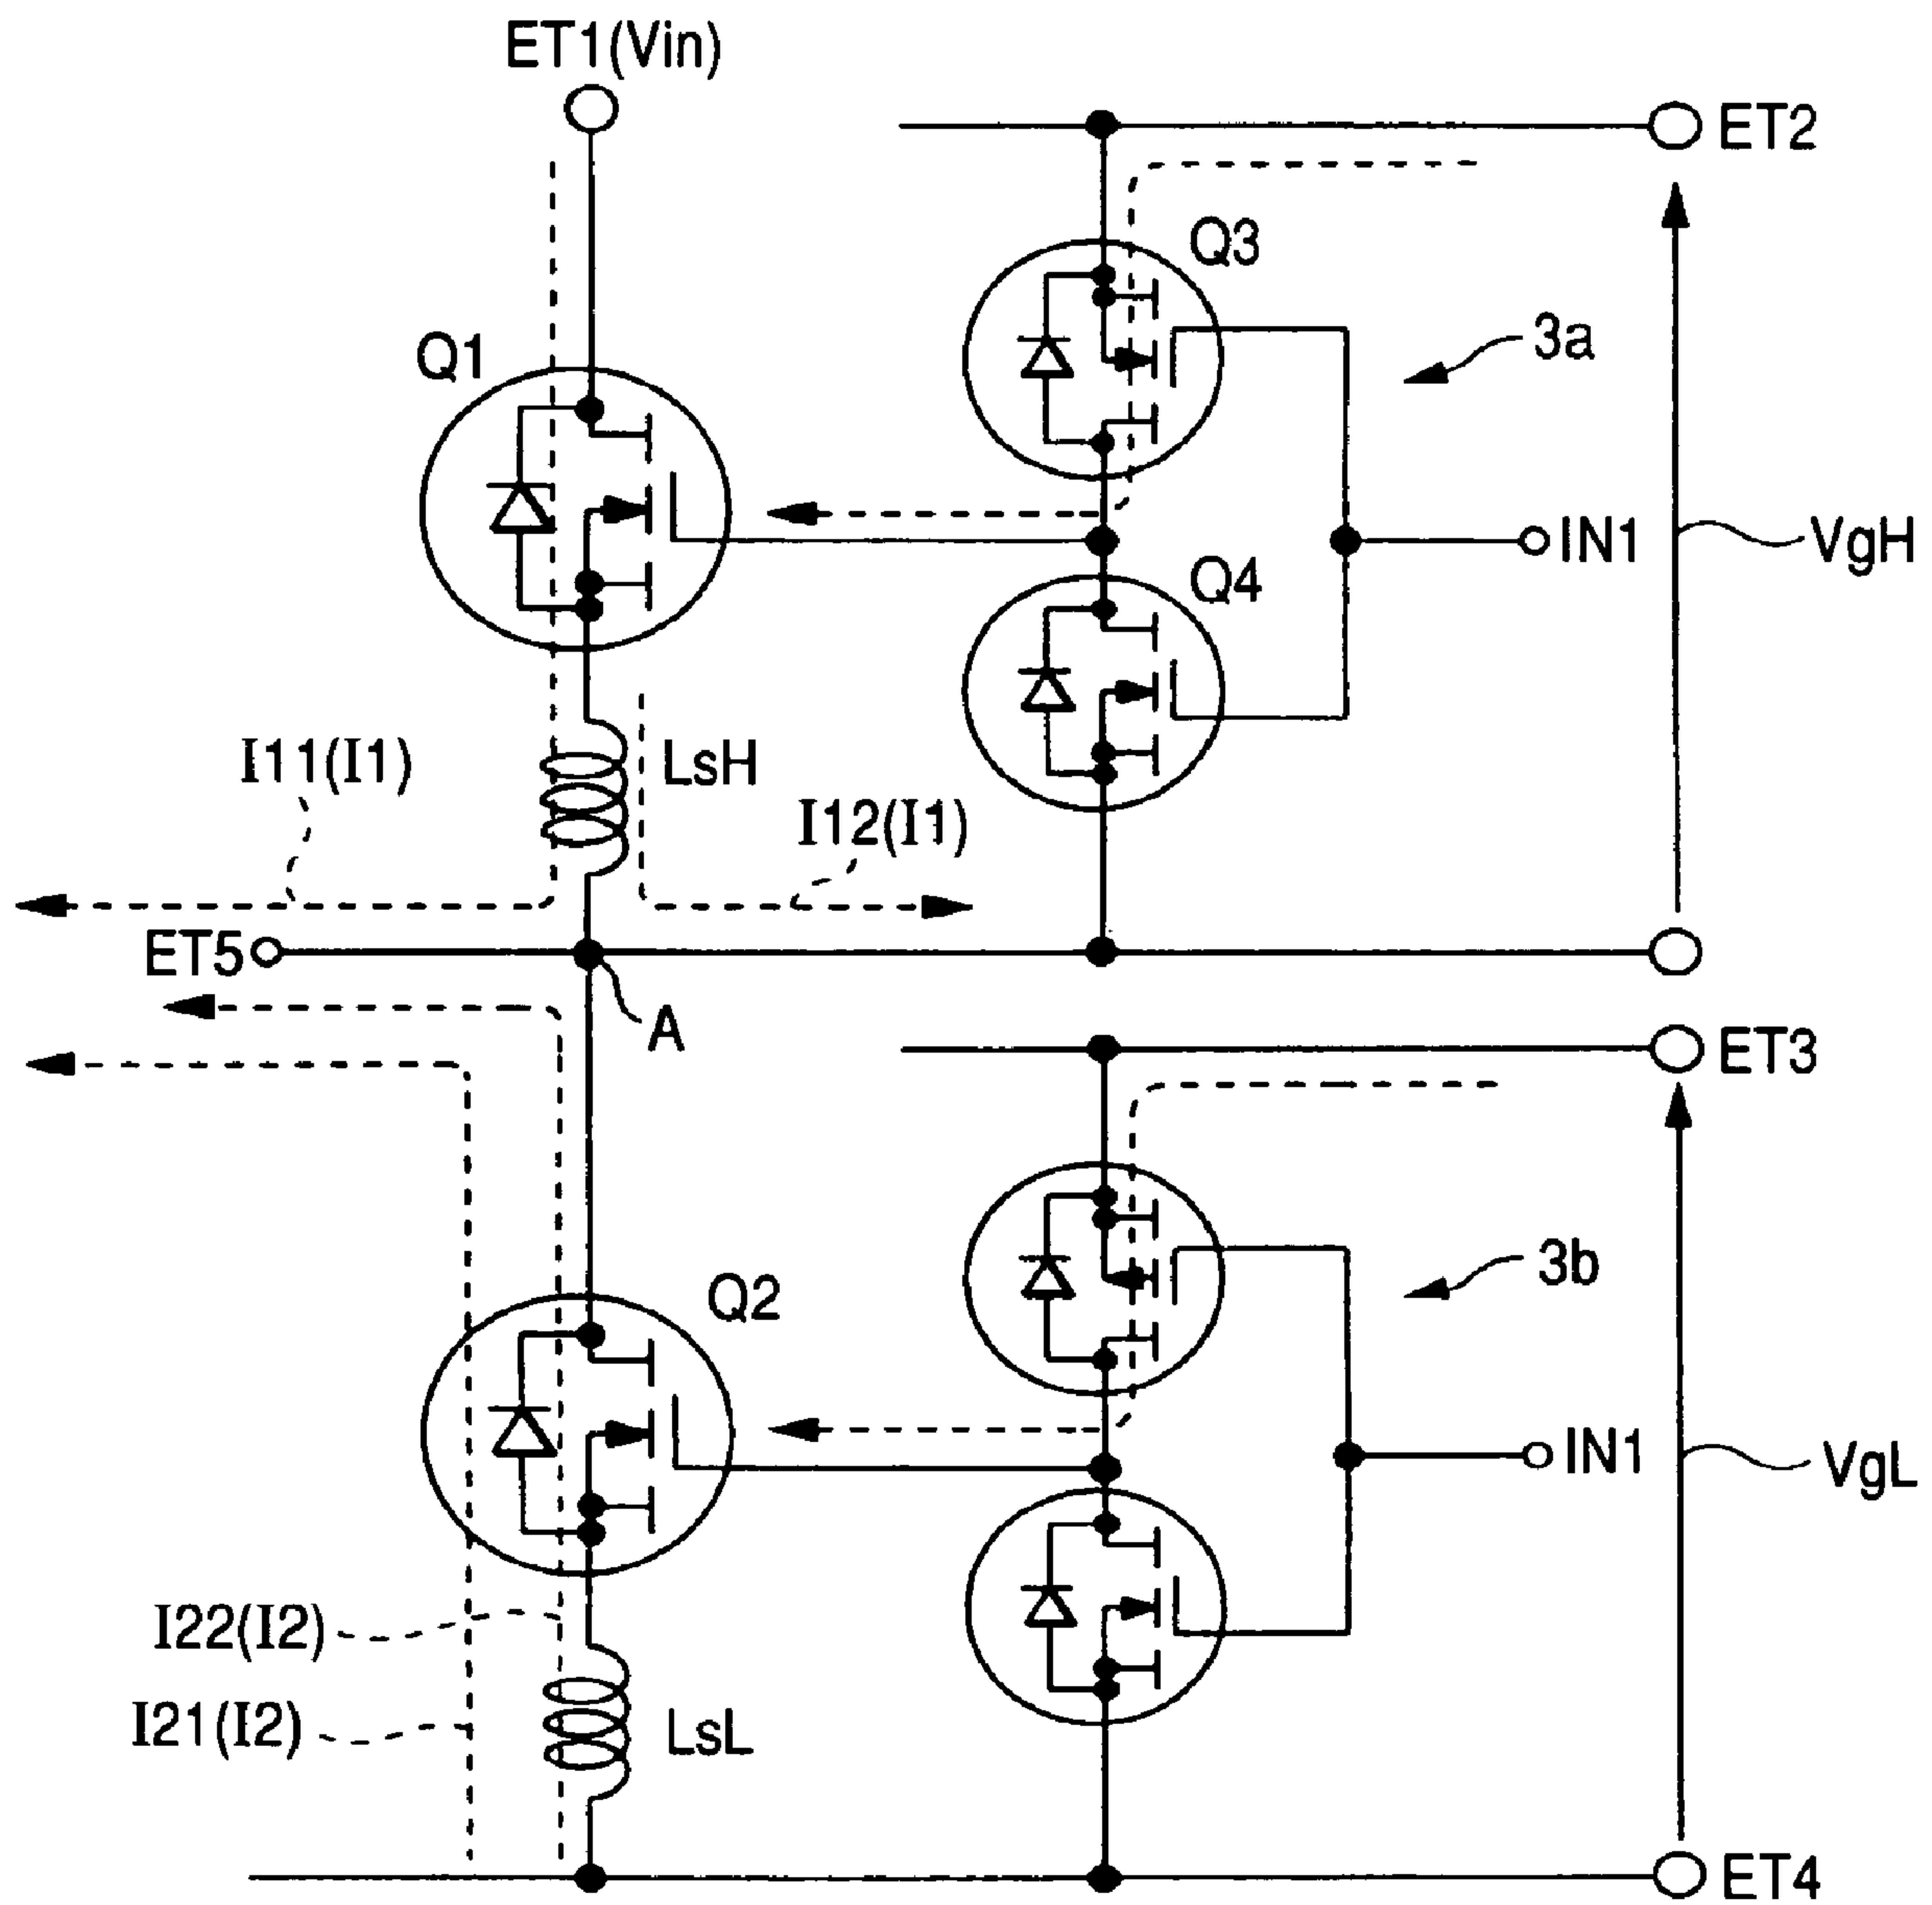 ET1(Vin)
ET2
Q3
Q1
3a
IN1
VgH
Q4
I11(I1)
LsH
I12(I1)
ET5
A
ET3
Q2
3b
IN1
VgL
I22(I2)
I21(I2)
LsL
ET4